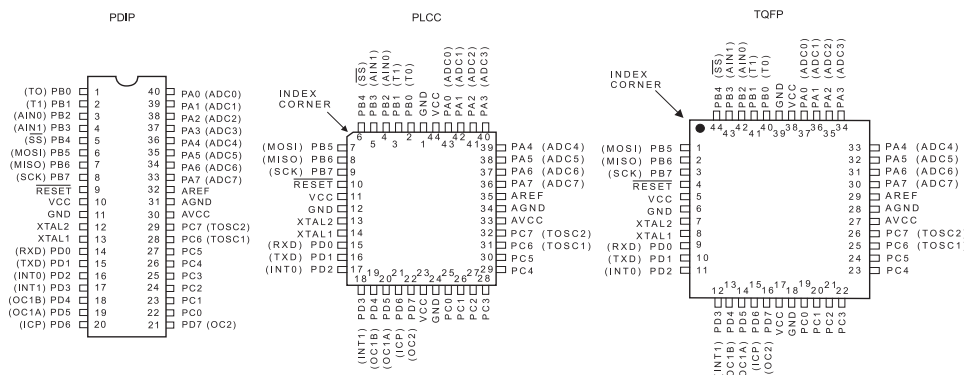 PDIP
(TO) PB0 1 40 PA0 (ADC0)
(T1) PB1 2 39 PA1 (ADC1)
(AIN0) PB2 3 38 PA2 (ADC2)
(AIN1) PB3 4 37 PA3 (ADC3)
(SS) PB4 5 36 PA4 (ADC4)
(MOSI) PB5 6 35 PA5 (ADC5)
(MISO) PB6 7 34 PA6 (ADC6)
(SCK) PB7 8 33 PA7 (ADC7)
RESET 9 32 AREF
VCC 10 31 AGND
GND 11 30 AVCC
XTAL2 12 29 PC7 (TOSC2)
XTAL1 13 28 PC6 (TOSC1)
(RXD) PD0 14 27 PC5
(TXD) PD1 15 26 PC4
(INT0) PD2 16 25 PC3
(INT1) PD3 17 24 PC2
(OC1B) PD4 18 23 PC1
(OC1A) PD5 19 22 PC0
(ICP) PD6 20 21 PD7 (OC2)
PLCC
INDEX
CORNER
PB4 (SS)
PB3 (AIN1)
PB2 (AIN0)
PB1 (T1)
PB0 (T0)
GND
VCC
PA0 (ADC0)
PA1 (ADC1)
PA2 (ADC2)
PA3 (ADC3)
6 5 4 3 2 1 44 43 42 41 40
(MOSI) PB5 7 39 PA4 (ADC4)
(MISO) PB6 8 38 PA5 (ADC5)
(SCK) PB7 9 37 PA6 (ADC6)
RESET 10 36 PA7 (ADC7)
VCC 11 35 AREF
GND 12 34 AGND
XTAL2 13 33 AVCC
XTAL1 14 32 PC7 (TOSC2)
(RXD) PD0 15 31 PC6 (TOSC1)
(TXD) PD1 16 30 PC5
(INT0) PD2 17 29 PC4
18 19 20 21 22 23 24 25 26 27 28
(INT1) PD3
(OC1B) PD4
(OC1A) PD5
(ICP) PD6
(OC2) PD7
VCC
GND
PC0
PC1
PC2
PC3
TQFP
INDEX
CORNER
PB4 (SS)
PB3 (AIN1)
PB2 (AIN0)
PB1 (T1)
PB0 (T0)
GND
VCC
PA0 (ADC0)
PA1 (ADC1)
PA2 (ADC2)
PA3 (ADC3)
44 43 42 41 40 39 38 37 36 35 34
(MOSI) PB5 1 33 PA4 (ADC4)
(MISO) PB6 2 32 PA5 (ADC5)
(SCK) PB7 3 31 PA6 (ADC6)
RESET 4 30 PA7 (ADC7)
VCC 5 29 AREF
GND 6 28 AGND
XTAL2 7 27 AVCC
XTAL1 8 26 PC7 (TOSC2
(RXD) PD0 9 25 PC6 (TOSC1
(TXD) PD1 10 24 PC5
(INT0) PD2 11 23 PC4
12 13 14 15 16 17 18 19 20 21 22
INT1) PD3
OC1B) PD4
OC1A) PD5
(ICP) PD6
(OC2) PD7
VCC
GND
PC0
PC1
PC2
PC3